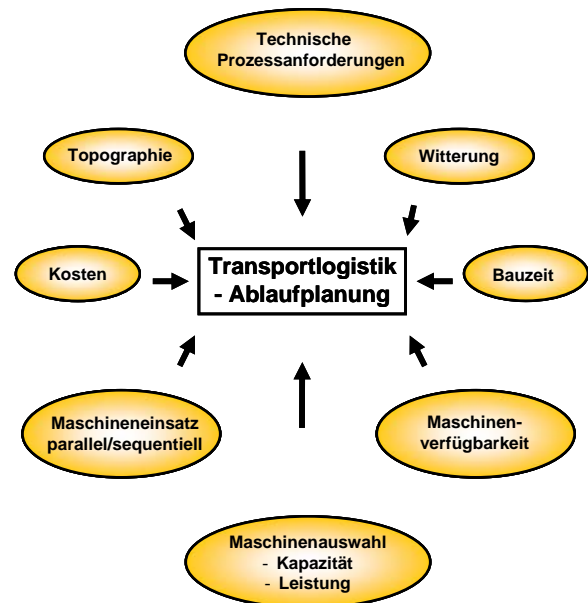 Technische
Prozessanforderungen
Topographie
Witterung
Transportlogistik
- Ablaufplanung
Kosten
Bauzeit
Maschineneinsatz
parallel/sequentiell
Maschinen-
verfügbarkeit
Maschinenauswahl
- Kapazität
- Leistung